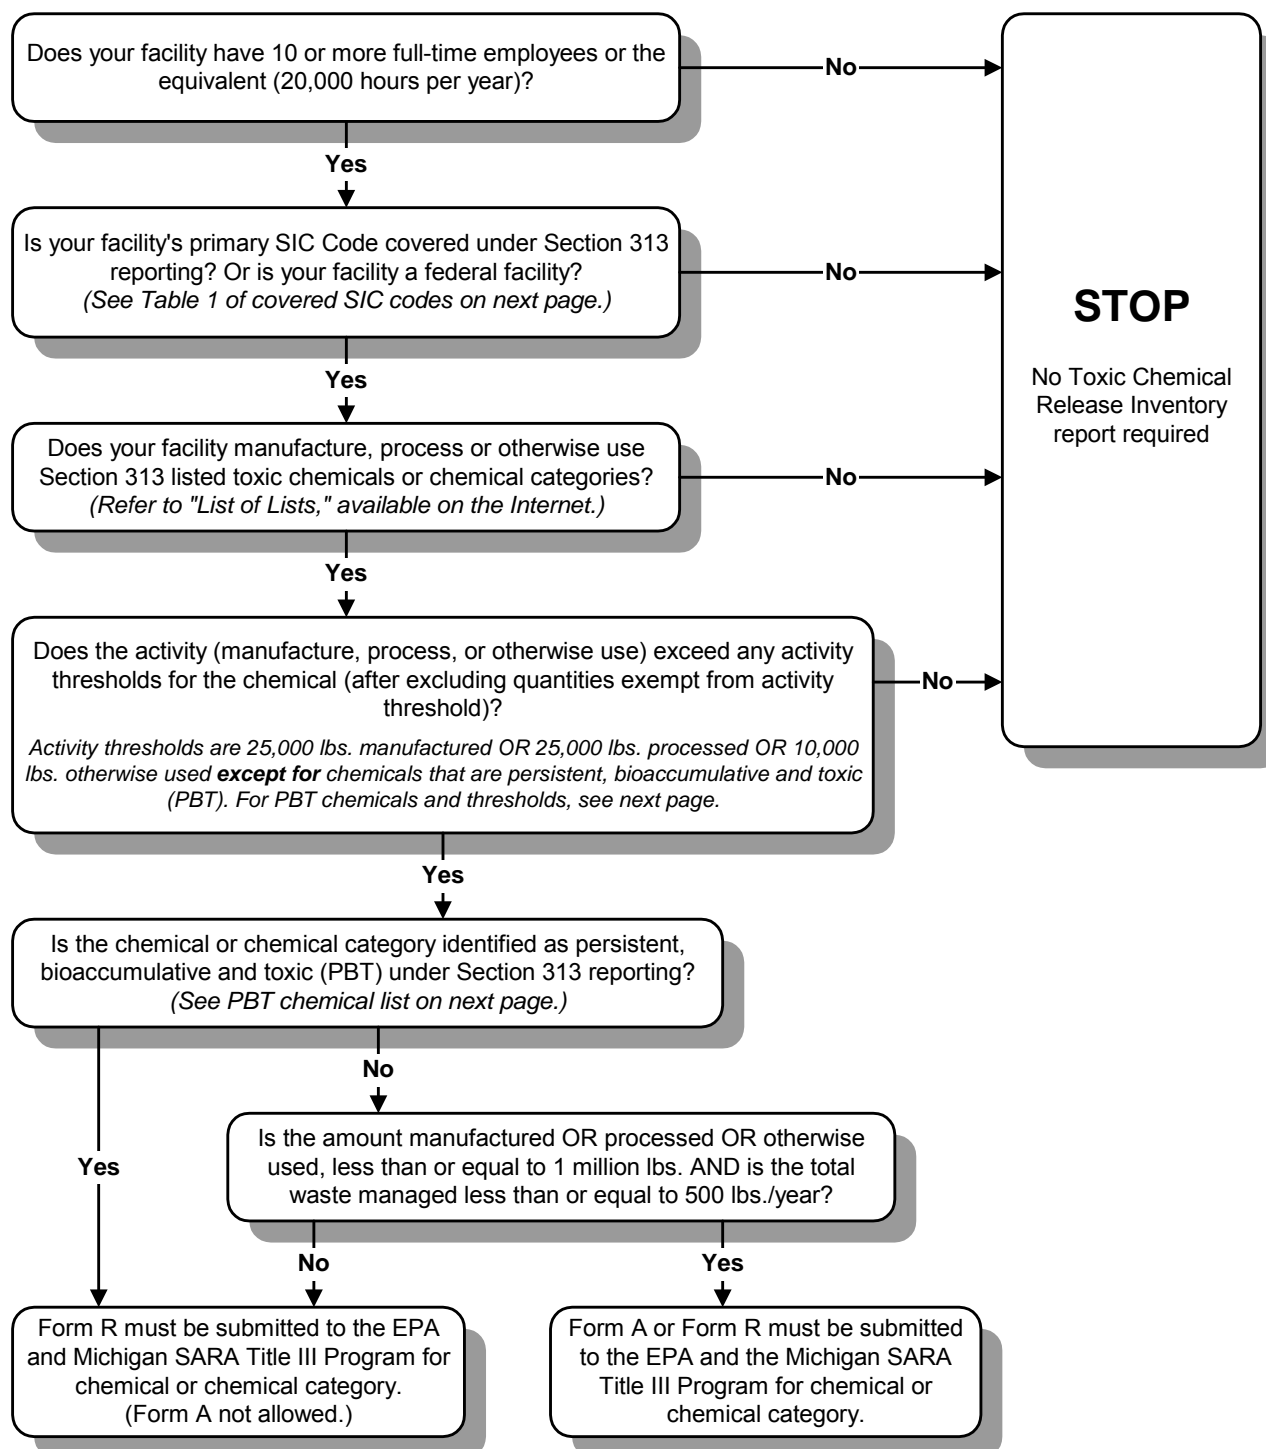 Does your facility have 10 or more full-time employees or the
equivalent (20,000 hours per year)?
No
Yes
Is your facility's primary SIC Code covered under Section 313
reporting? Or is your facility a federal facility?
(See Table 1 of covered SIC codes on next page.)
No
STOP
No Toxic Chemical
Release Inventory
report required
Yes
Does your facility manufacture, process or otherwise use
Section 313 listed toxic chemicals or chemical categories?
(Refer to "List of Lists," available on the Internet.)
No
Yes
Does the activity (manufacture, process, or otherwise use) exceed any activity
thresholds for the chemical (after excluding quantities exempt from activity
threshold)?
Activity thresholds are 25,000 lbs. manufactured OR 25,000 lbs. processed OR 10,000
lbs. otherwise used except for chemicals that are persistent, bioaccumulative and toxic
(PBT). For PBT chemicals and thresholds, see next page.
No
Yes
Is the chemical or chemical category identified as persistent,
bioaccumulative and toxic (PBT) under Section 313 reporting?
(See PBT chemical list on next page.)
No
Yes
Is the amount manufactured OR processed OR otherwise
used, less than or equal to 1 million lbs. AND is the total
waste managed less than or equal to 500 lbs./year?
No
Yes
Form R must be submitted to the EPA
and Michigan SARA Title III Program for
chemical or chemical category.
(Form A not allowed.)
Form A or Form R must be submitted
to the EPA and the Michigan SARA
Title III Program for chemical or
chemical category.